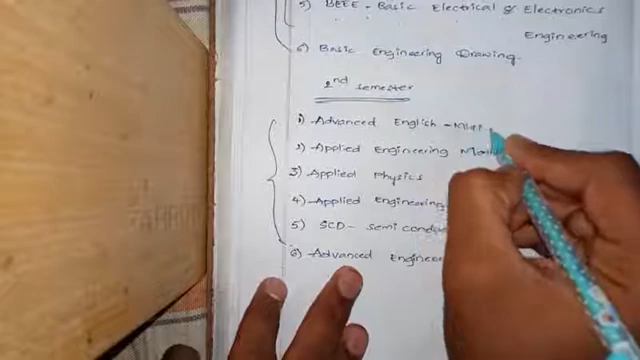 5) BEEE - Basic Electrical & Electronics
Engineering
6) Basic Engineering Drawing.
2nd semester
1) Advanced English -
2) Applied Engineering
3) Applied Physics
4) Applied Engineering
5) SCD - semi
6) Advanced